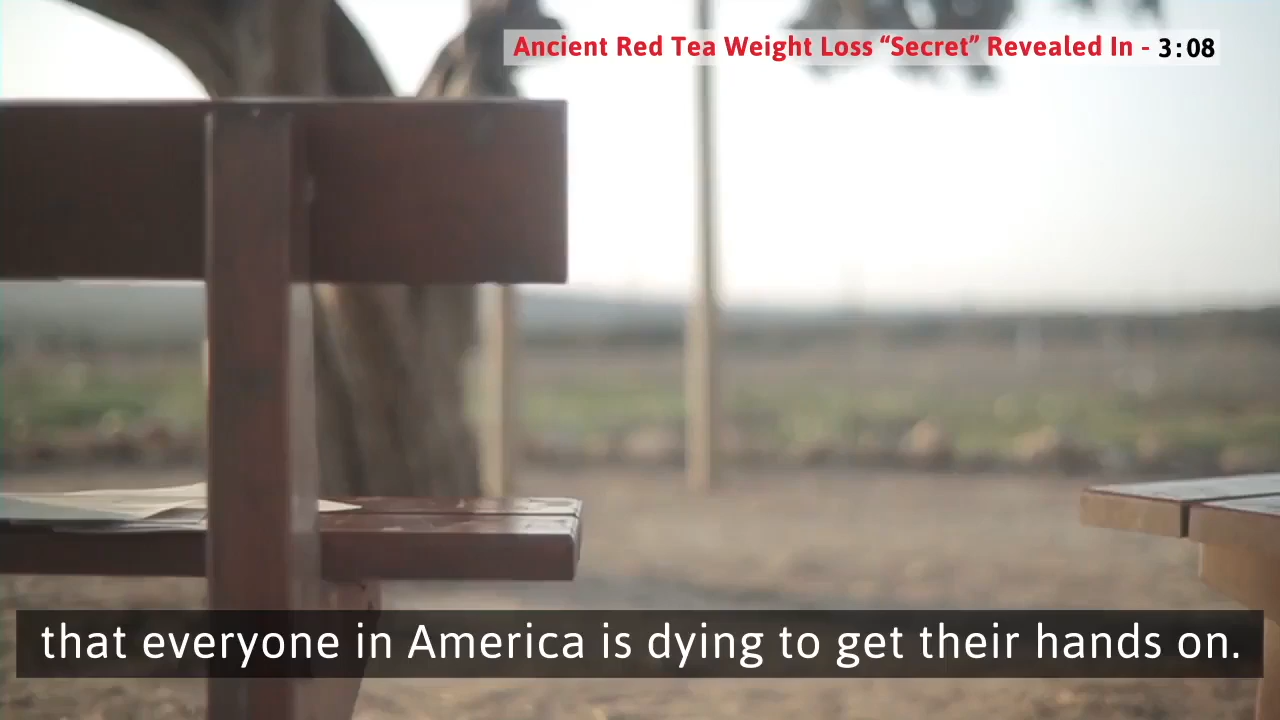 Ancient Red Tea Weight Loss “Secret” Revealed In - 3:08
that everyone in America is dying to get their hands on.